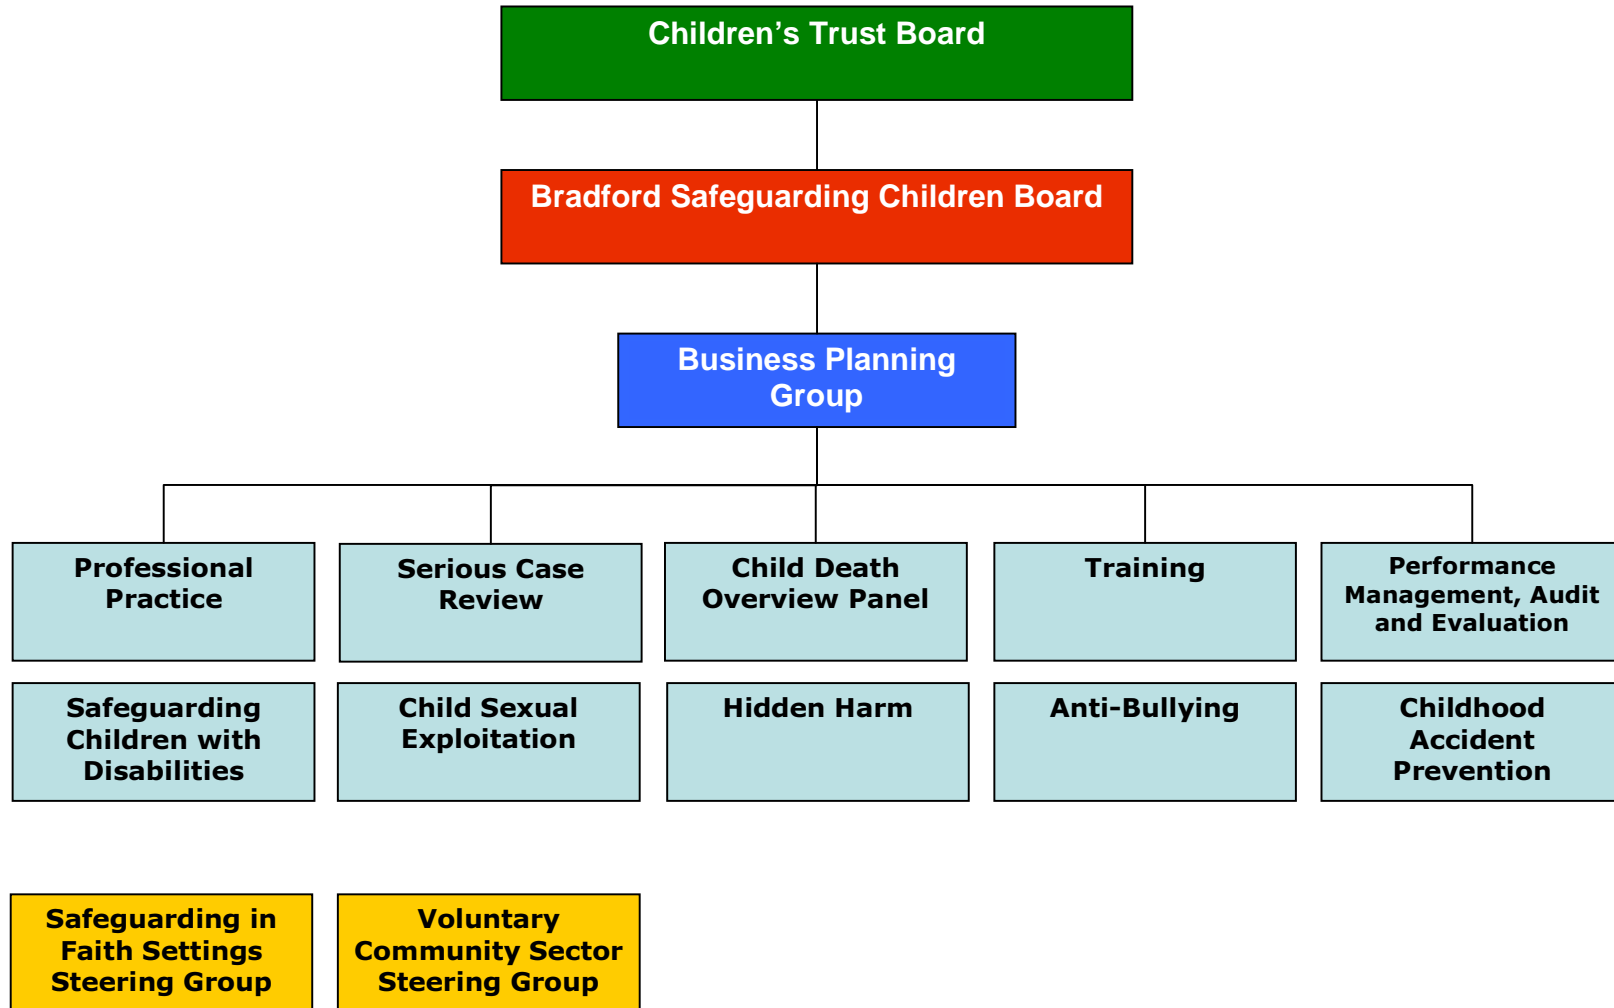 Children’s Trust Board
Bradford Safeguarding Children Board
Business Planning
Group
Professional
Practice
Serious Case
Review
Child Death
Overview Panel
Training
Performance
Management, Audit
and Evaluation
Safeguarding
Children with
Disabilities
Child Sexual
Exploitation
Hidden Harm
Anti-Bullying
Childhood
Accident
Prevention
Safeguarding in
Faith Settings
Steering Group
Voluntary
Community Sector
Steering Group